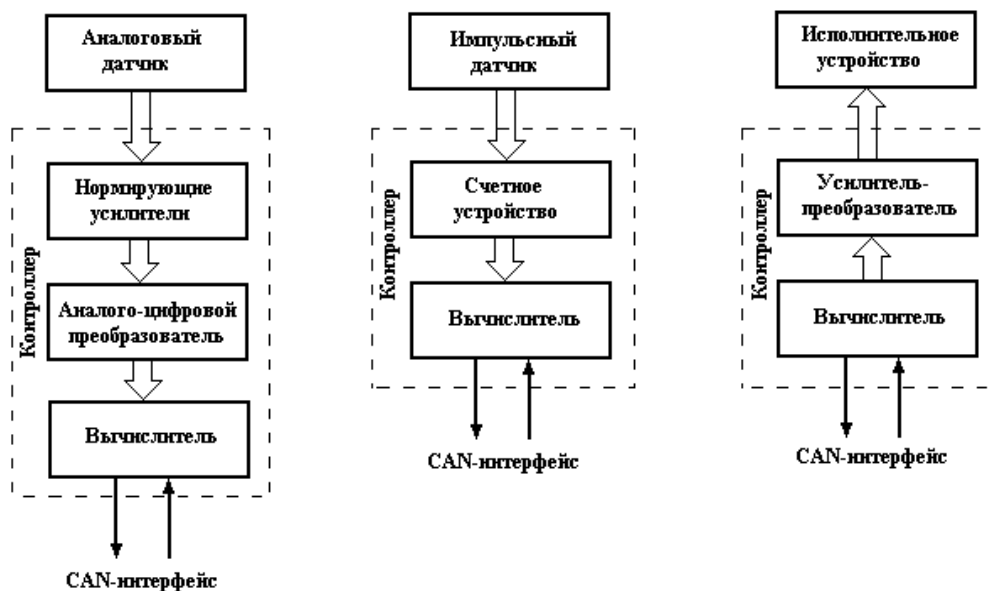 Аналоговый
датчик
Нормирующие
усилители
Аналого-цифровой
преобразователь
Вычислитель
Контроллер
CAN-интерфейс
Импульсный
датчик
Счетное
устройство
Вычислитель
Контроллер
CAN-интерфейс
Исполнительное
устройство
Усилитель-
преобразователь
Вычислитель
Контроллер
CAN-интерфейс